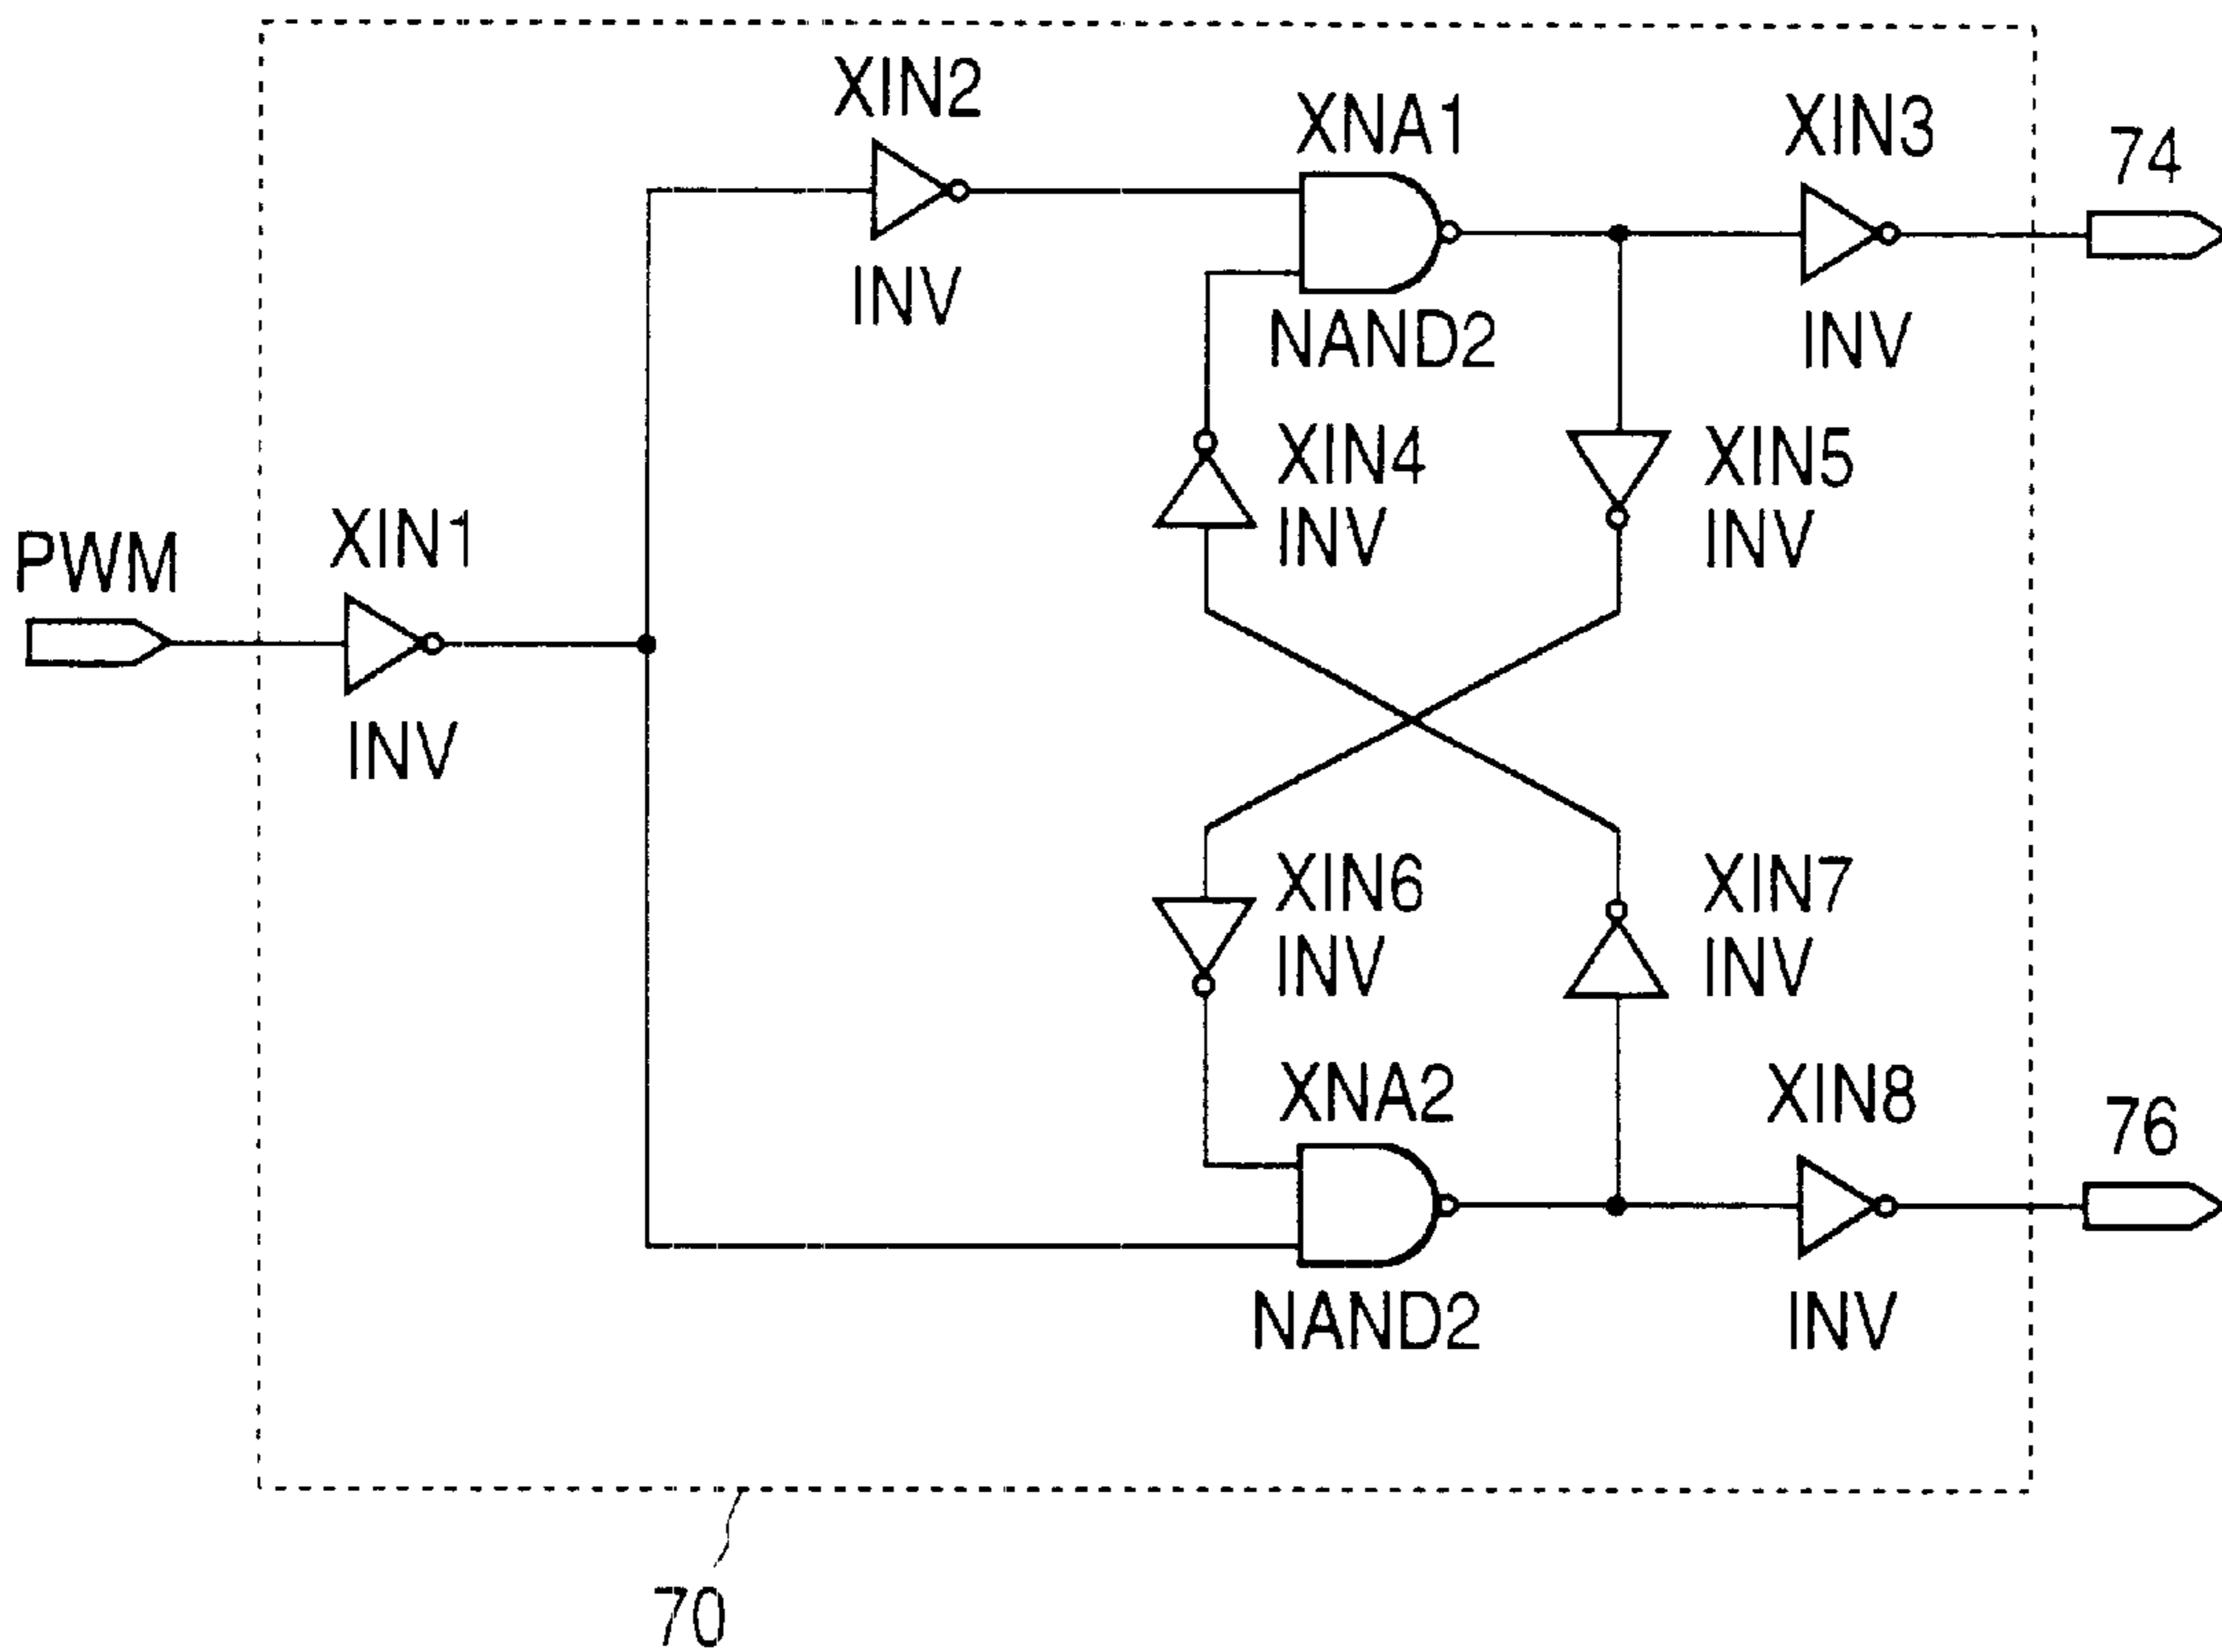 XIN2
XNA1
XIN3
74
INV
NAND2
INV
XIN4
INV
XIN5
INV
PWM
XIN1
INV
XIN6
INV
XIN7
INV
XNA2
XIN8
76
NAND2
INV
70